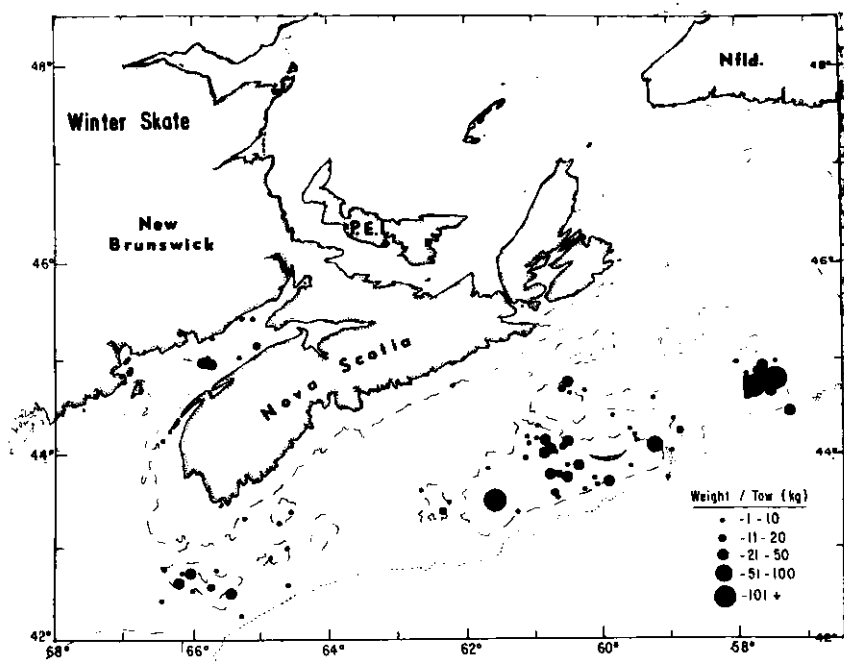 48°
Nfld.
48°
Winter Skate
New
Brunswick
P.E.I.
46°
46°
Nova Scotia
44°
44°
Weight / Tow (kg)
-1 - 10
-11 - 20
-21 - 50
-51 - 100
-101 +
42°
42°
68°
66°
64°
62°
60°
58°